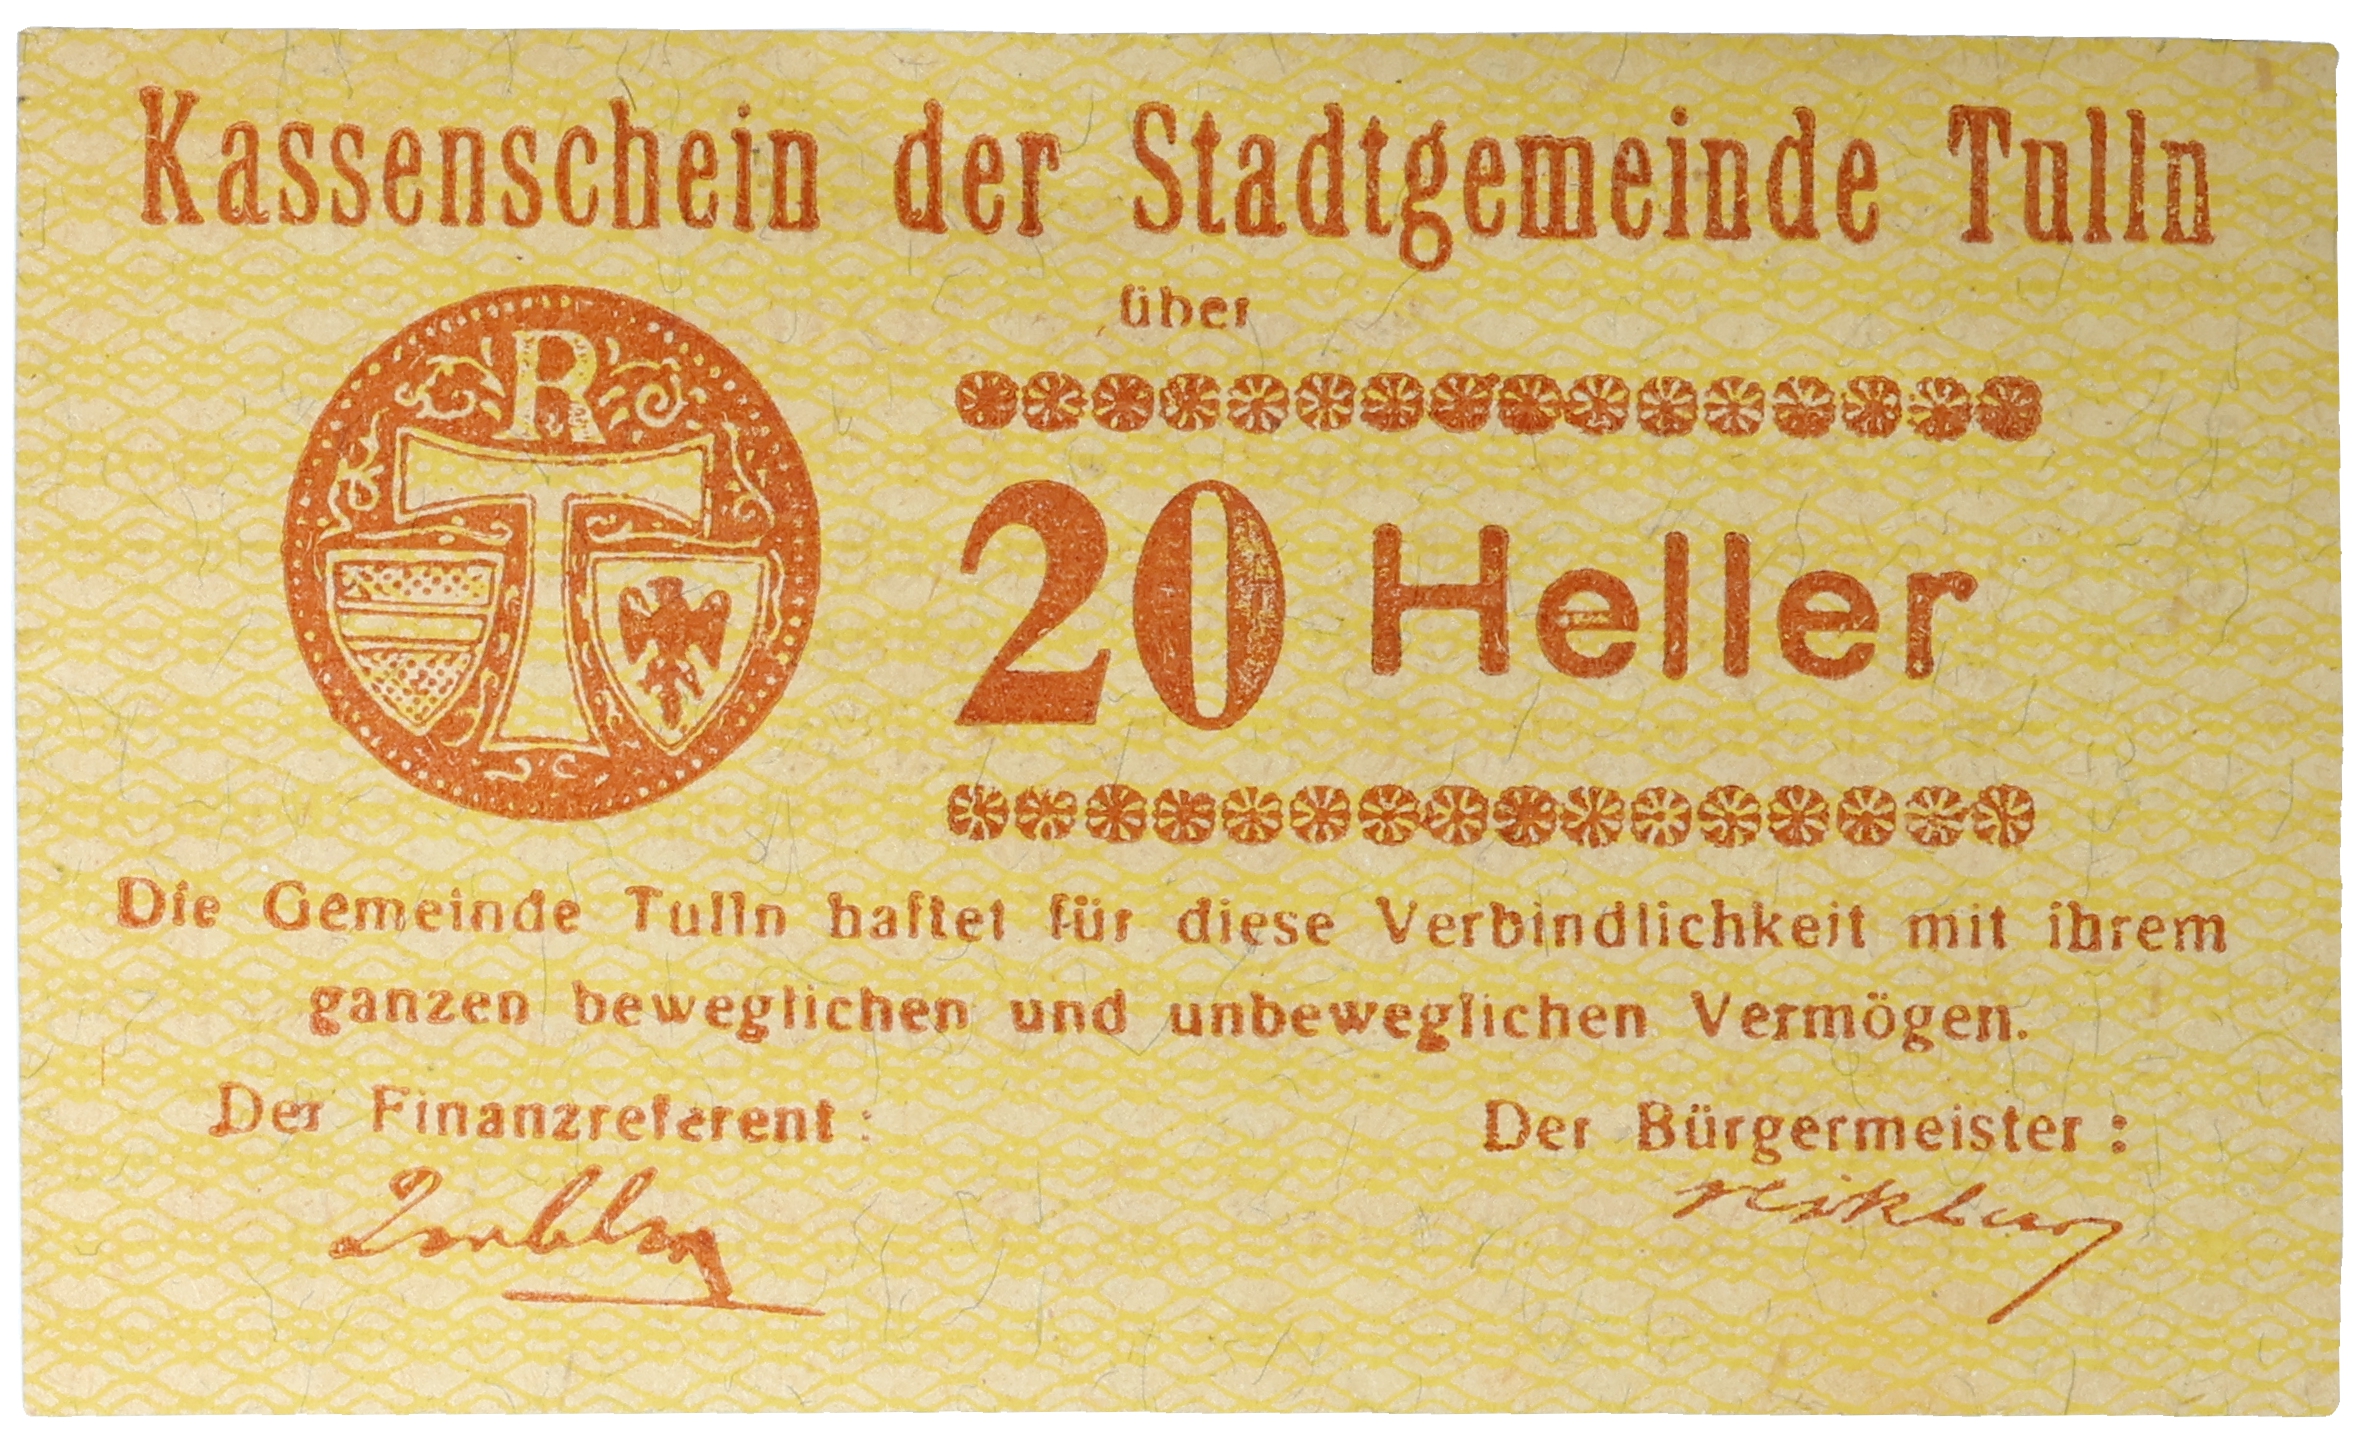 Kassenschein der Stadtgemeinde Tulln
über
R
T
20 Heller
Die Gemeinde Tulln haftet für diese Verbindlichkeit mit ihrem
ganzen beweglichen und unbeweglichen Vermögen.
Der Finanzreferent:
Der Bürgermeister: